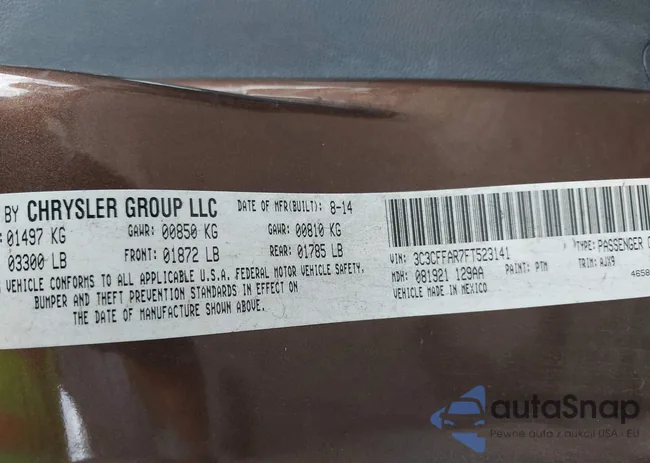 BY CHRYSLER GROUP LLC DATE OF MFR(BUILT): 8-14
: 01497 KG GAWR: 00850 KG GAWR: 00810 KG
03300 LB FRONT: 01872 LB REAR: 01785 LB
VEHICLE CONFORMS TO ALL APPLICABLE U.S.A. FEDERAL MOTOR VEHICLE SAFETY,
BUMPER AND THEFT PREVENTION STANDARDS IN EFFECT ON
THE DATE OF MANUFACTURE SHOWN ABOVE.
VIN: 3C3CFFAR7FT523141 TYPE: PASSENGER
MDH: 081921 129AA PAINT: PTM TRIM: AJX9
VEHICLE MADE IN MEXICO 4658
autaSnap
Pewne auta z aukcji USA - EU